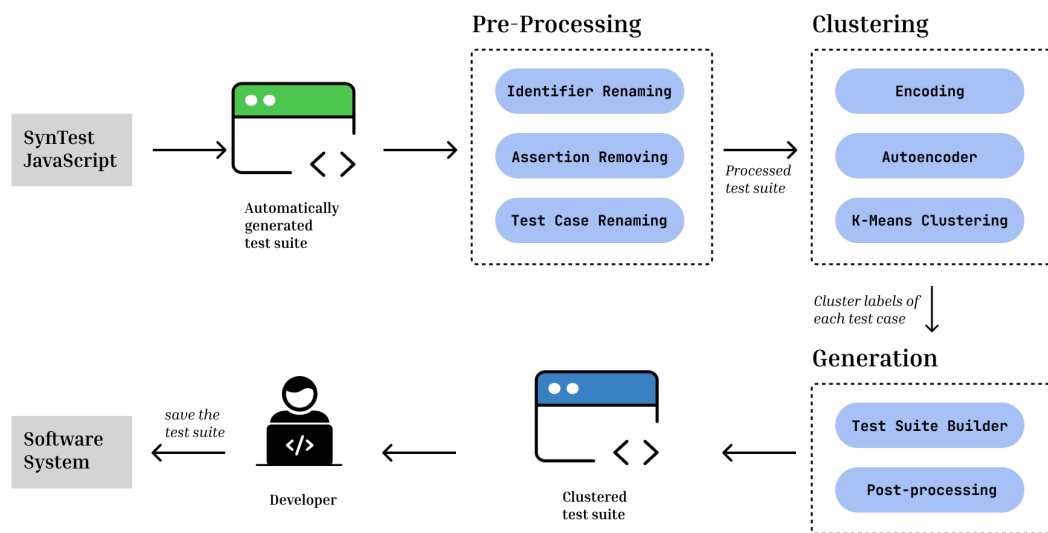 Pre-Processing
Clustering
Identifier Renaming
Assertion Removing
Test Case Renaming
Encoding
Autoencoder
K-Means Clustering
SynTest
JavaScript
Automatically
generated
test suite
Processed
test suite
Cluster labels of
each test case
Generation
Test Suite Builder
Post-processing
Clustered
test suite
</>
Developer
save the
test suite
Software
System